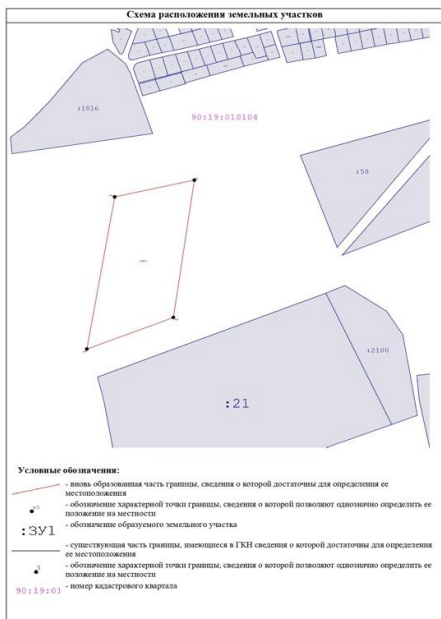 Схема расположения земельных участков
:1816
90:19:010104
:58
:2100
:21
Условные обозначения:
- вновь образованная часть границы, сведения о которой достаточны для определения ее
местоположения
- обозначение характерной точки границы, сведения о которой позволяют однозначно определить ее
положение на местности
:ЗУ1 - обозначение образуемого земельного участка
- существующая часть границы, имеющиеся в ГКН сведения о которой достаточны для определения
ее местоположения
- обозначение характерной точки границы, сведения о которой позволяют однозначно определить ее
положение на местности
90:19:01 - номер кадастрового квартала